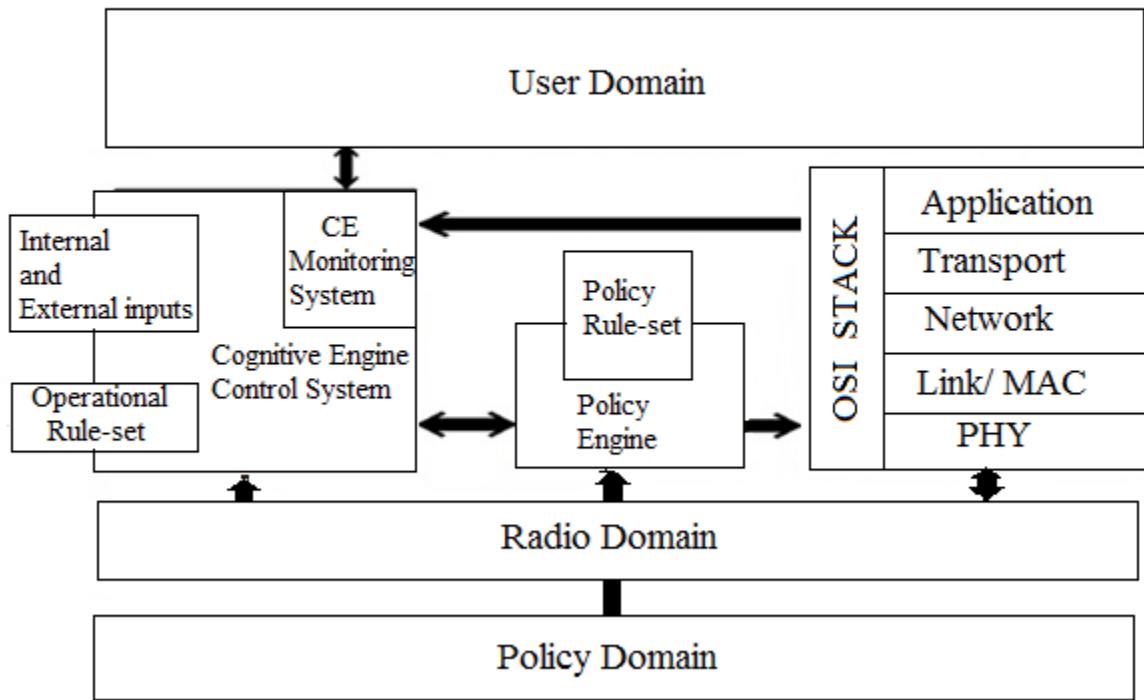 User Domain
Internal
and
External inputs
Operational
Rule-set
CE
Monitoring
System
Cognitive Engine
Control System
Policy
Rule-set
Policy
Engine
OSI STACK
Application
Transport
Network
Link/ MAC
PHY
Radio Domain
Policy Domain